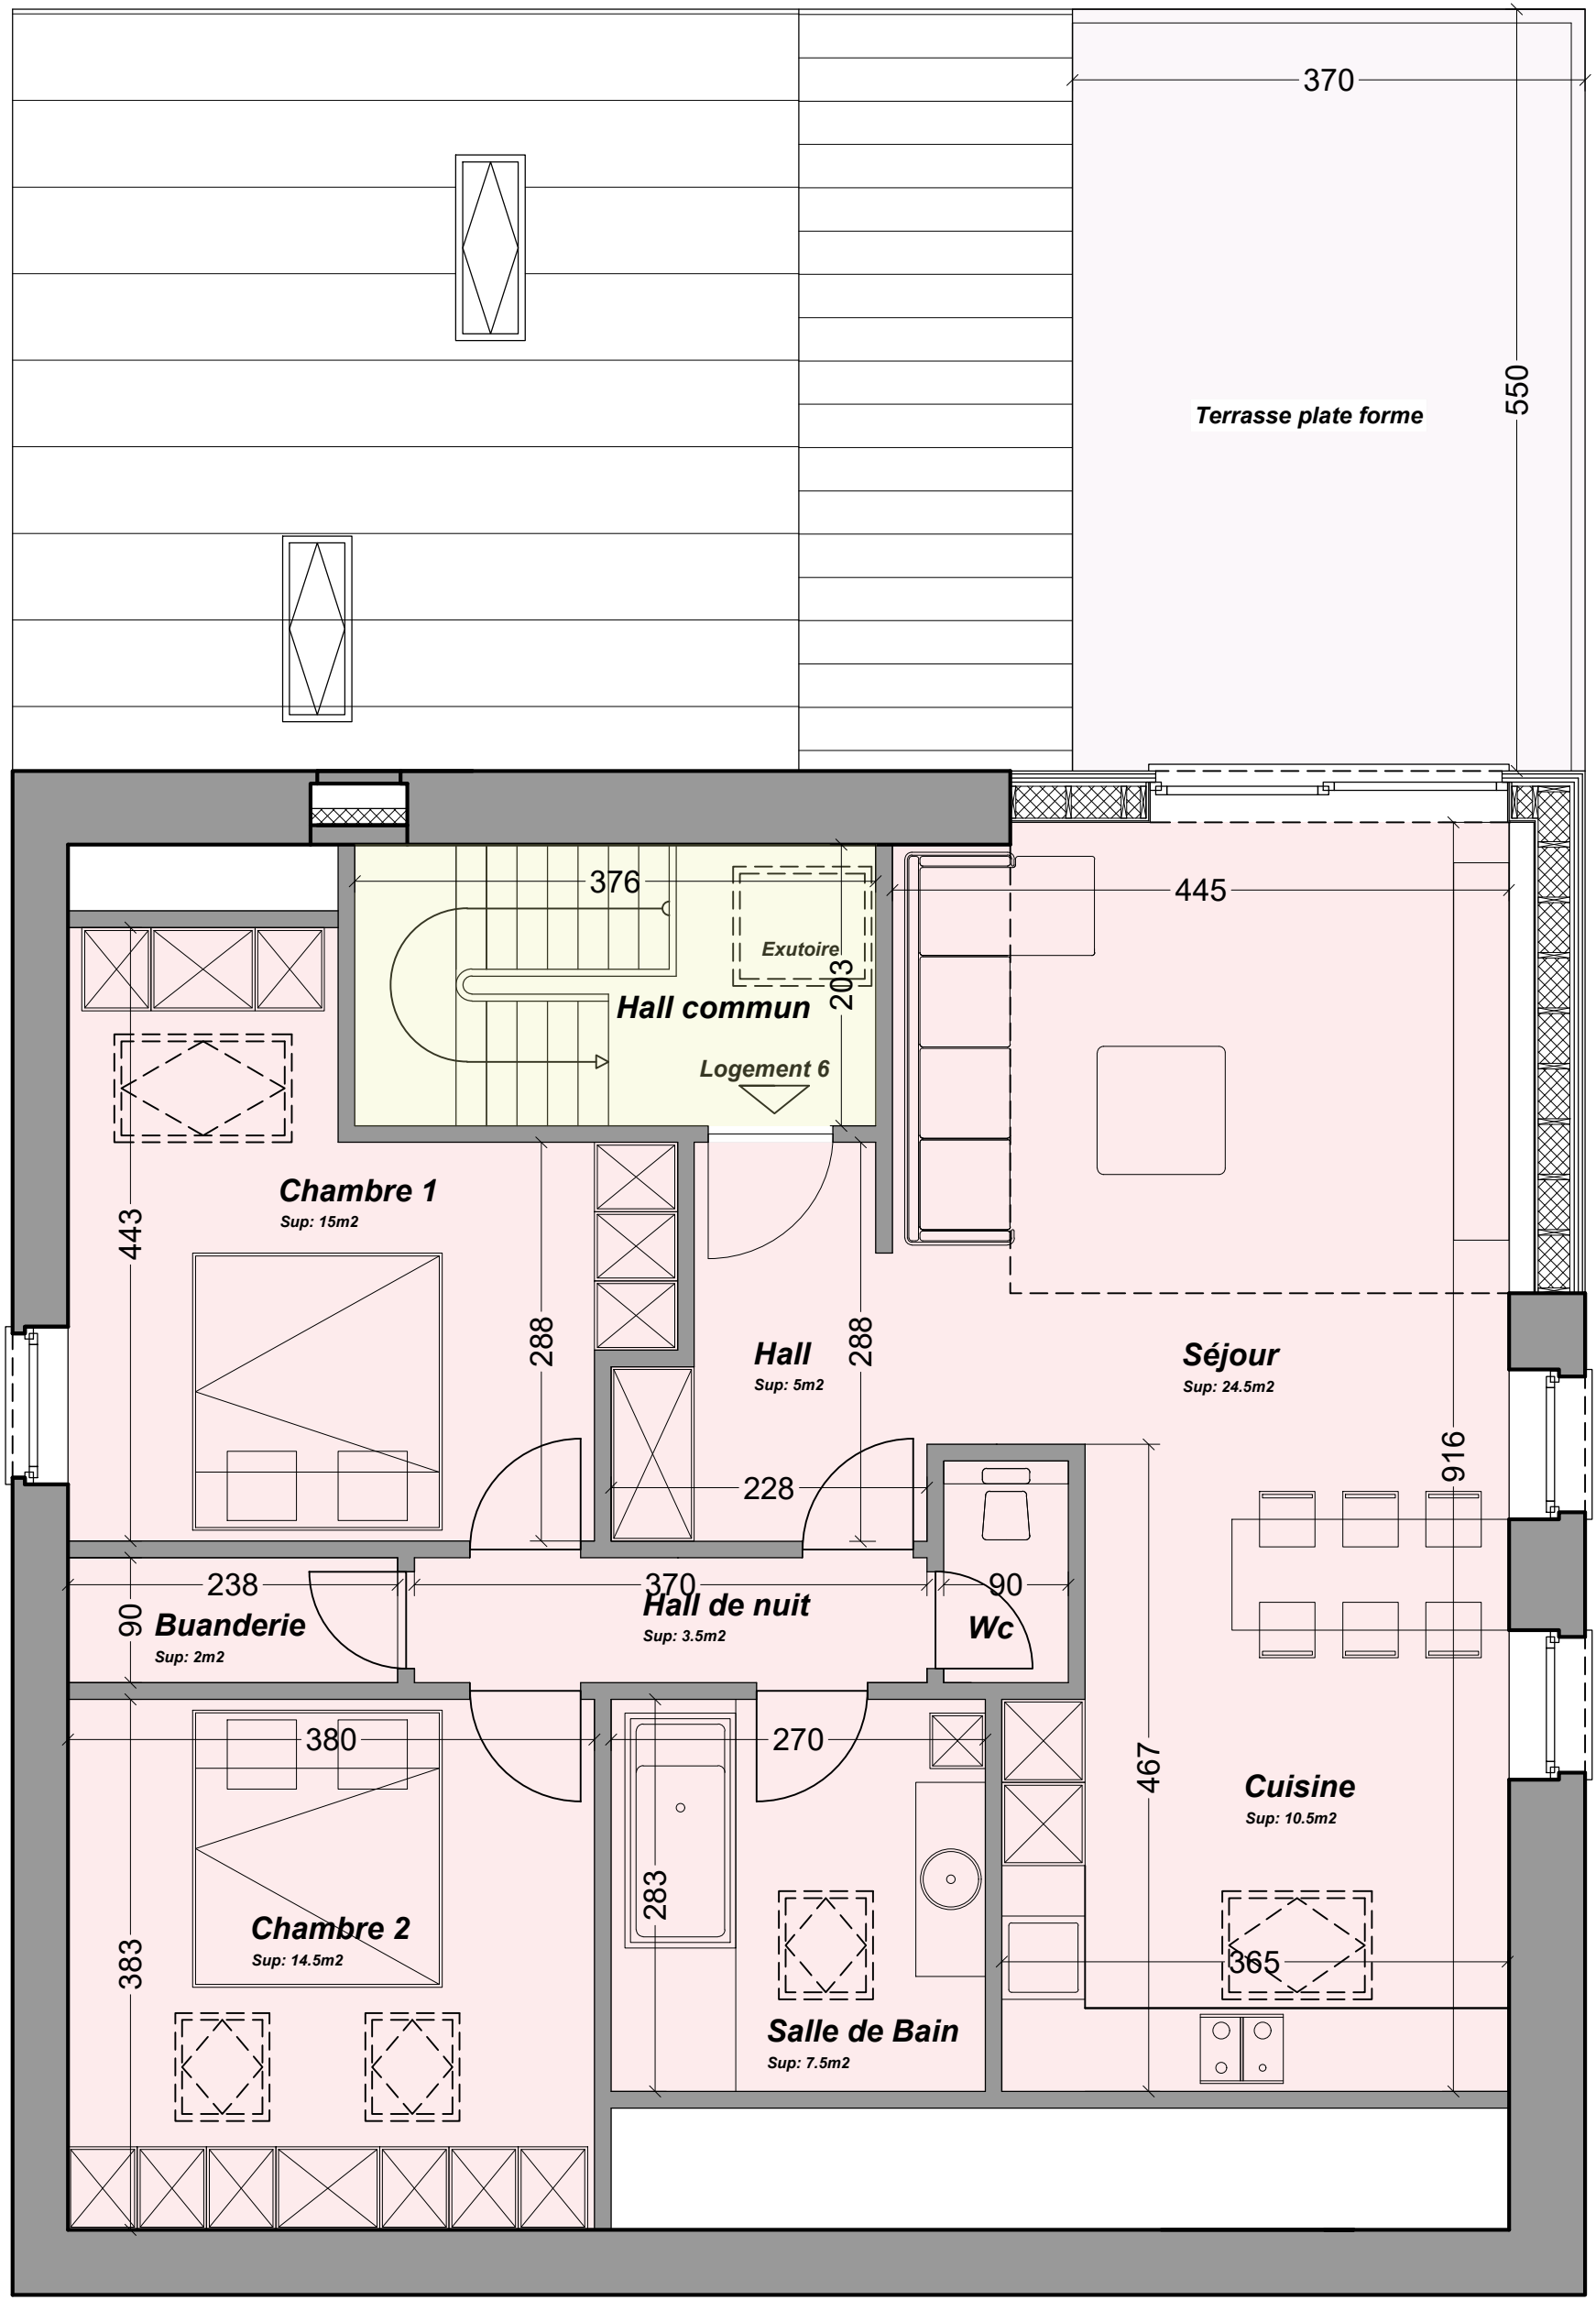 370
550
Terrasse plate forme
376
445
Exutoire
203
Hall commun
Logement 6
Chambre 1
Sup: 15m2
443
288
Hall
Sup: 5m2
288
Séjour
Sup: 24.5m2
916
228
238
370
90
Hall de nuit
Sup: 3.5m2
90
Buanderie
Sup: 2m2
Wc
380
270
467
Cuisine
Sup: 10.5m2
283
Chambre 2
Sup: 14.5m2
383
365
Salle de Bain
Sup: 7.5m2